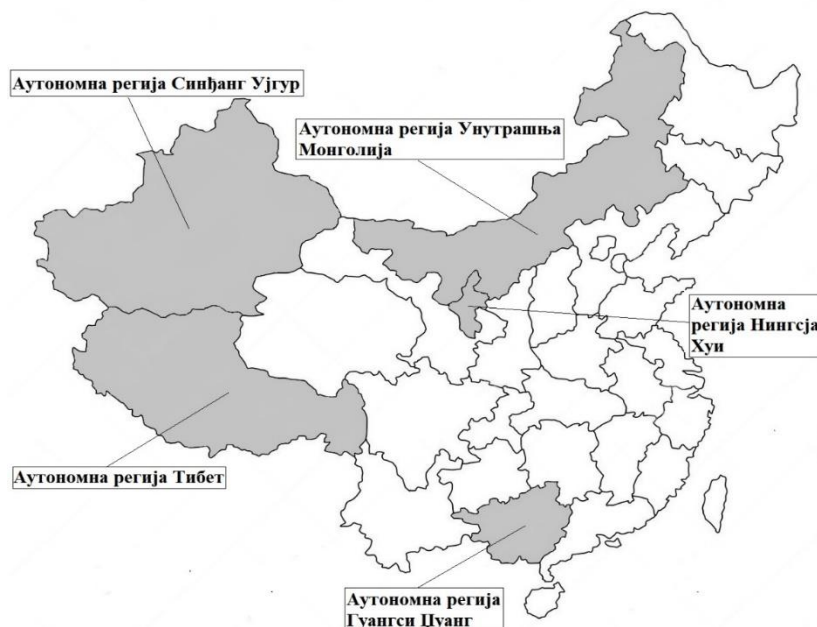 Аутономна регија Синђанг Ујгур
Аутономна регија Унутрашња
Монголија
Аутономна
регија Нингсја
Хуи
Аутономна регија Тибет
Аутономна регија
Гуангси Џуанг